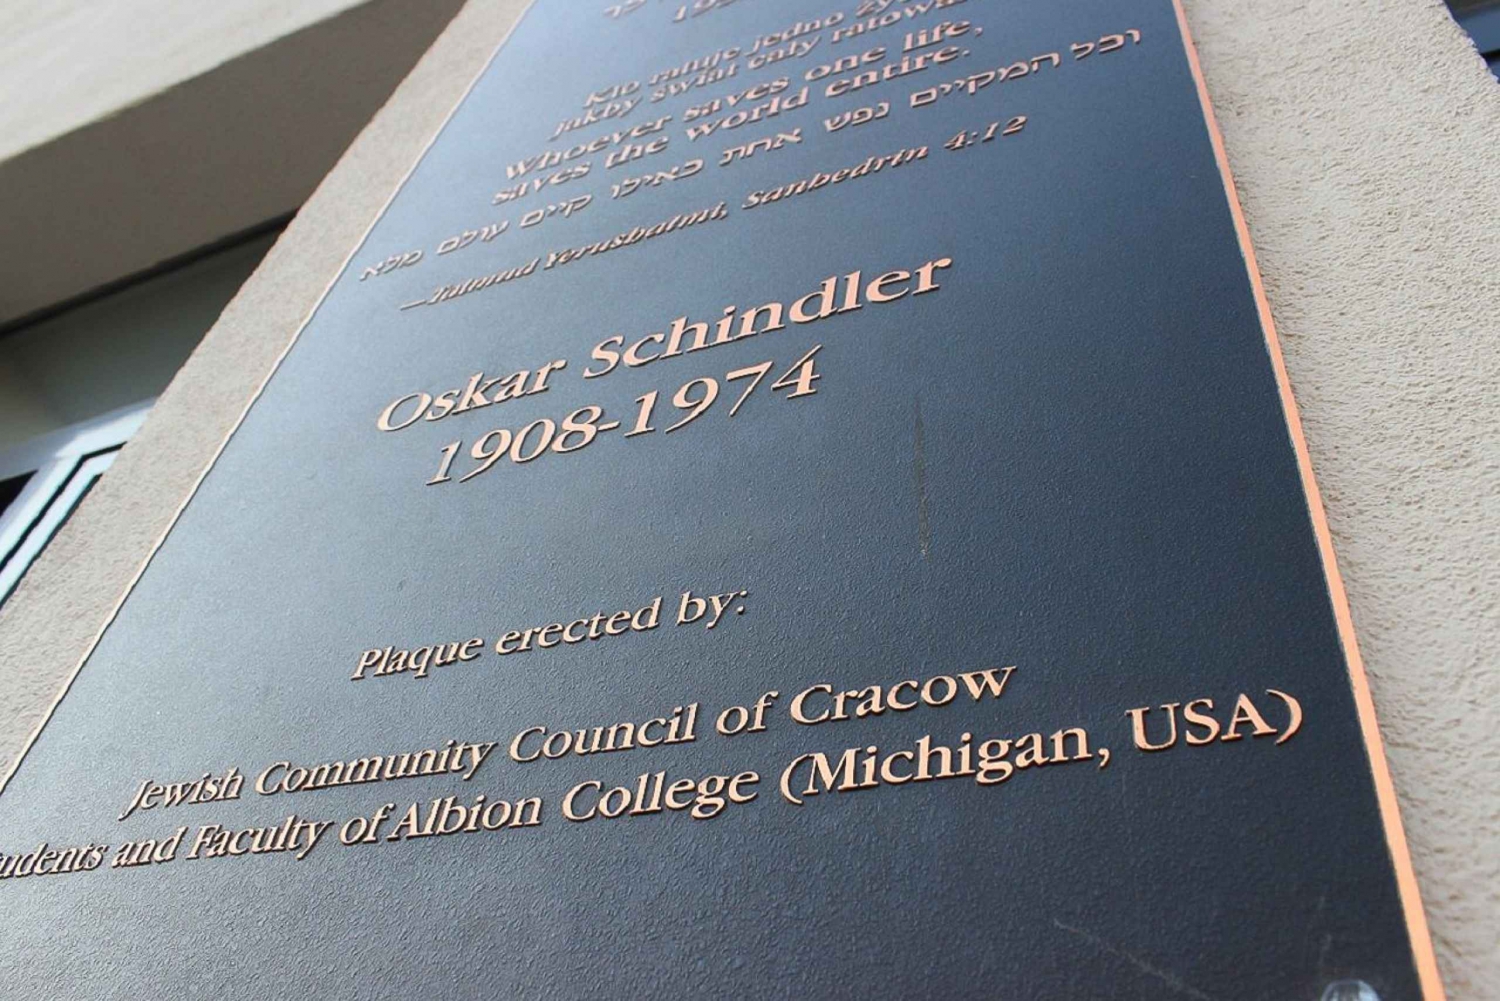 Kto ratuje jedno
jakby świat cały
Whoever saves one life,
saves the world entire.
וכל המקיים נפש אחת כאילו קיים עולם מלא
—Talmud Yerushalmi, Sanhedrin 4:12
Oskar Schindler
1908-1974
Plaque erected by:
Jewish Community Council of Cracow
udents and Faculty of Albion College (Michigan, USA)